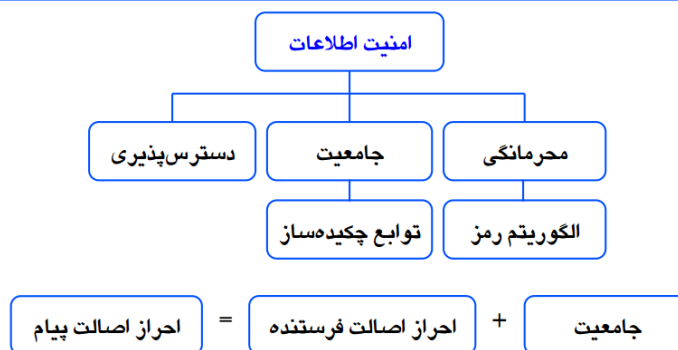 امنیت اطلاعات
محرمانگی
جامعیت
دسترس‌پذیری
الگوریتم رمز
توابع چکیده‌ساز
جامعیت + احراز اصالت فرستنده = احراز اصالت پیام